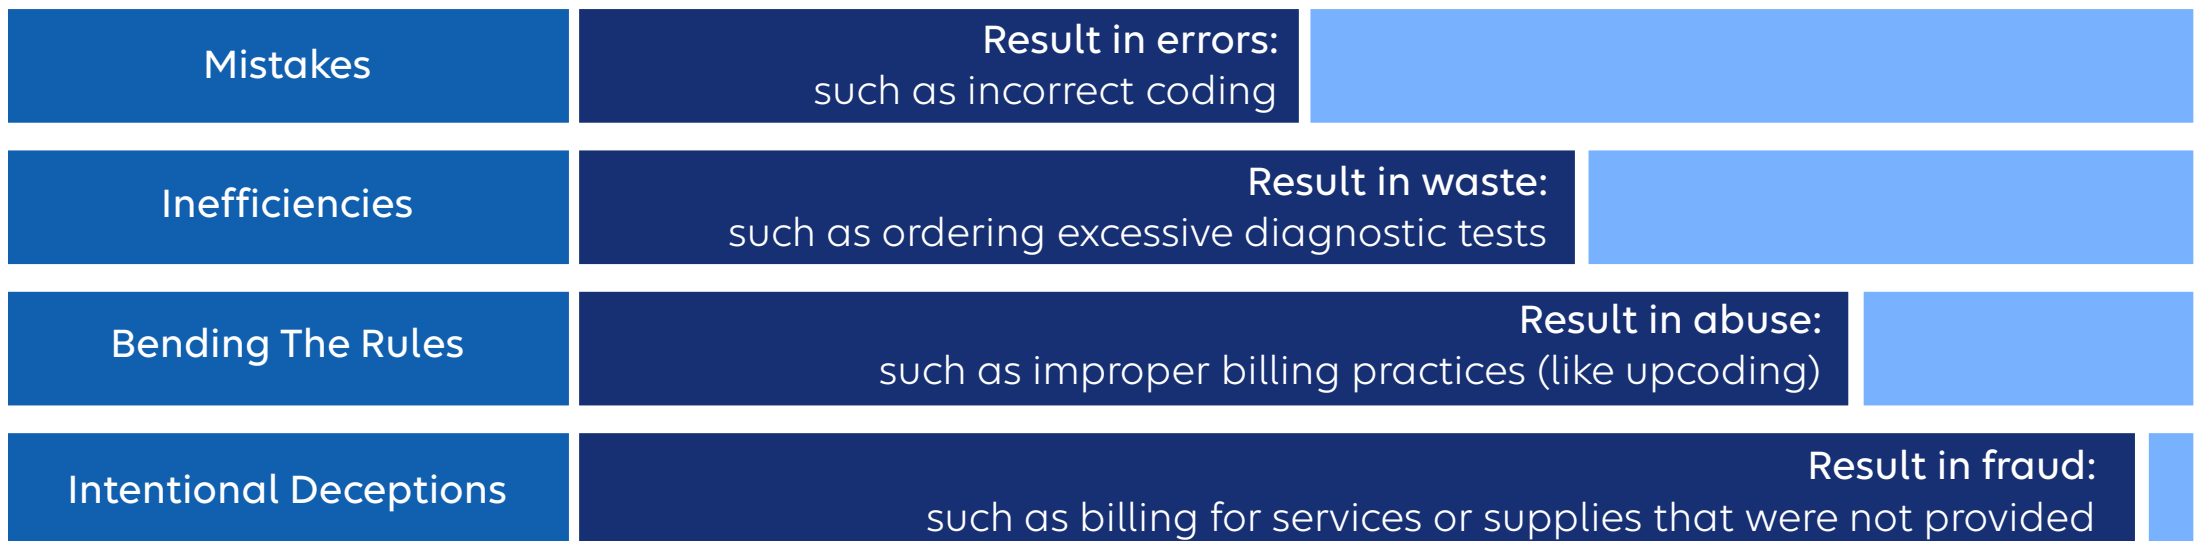 Mistakes
Result in errors:
such as incorrect coding
Inefficiencies
Result in waste:
such as ordering excessive diagnostic tests
Bending The Rules
Result in abuse:
such as improper billing practices (like upcoding)
Intentional Deceptions
Result in fraud:
such as billing for services or supplies that were not provided